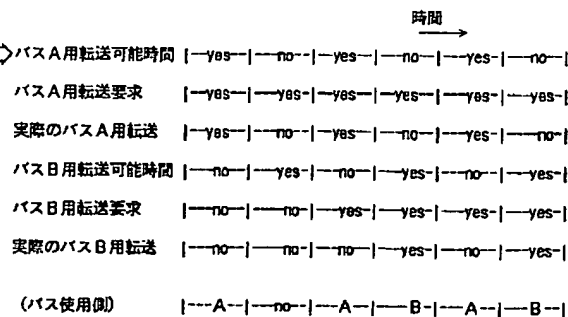 時間
バスA用転送可能時間 |—yes—|—no—|—yes—|—no—|—yes—|—no—|
バスA用転送要求 |—yes—|—yes—|—yes—|—yes—|—yes—|—yes—|
実際のバスA用転送 |—yes—|—no—|—yes—|—no—|—yes—|—no—|
バスB用転送可能時間 |—no—|—yes—|—no—|—yes—|—no—|—yes—|
バスB用転送要求 |—no—|—no—|—yes—|—yes—|—yes—|—yes—|
実際のバスB用転送 |—no—|—no—|—no—|—yes—|—no—|—yes—|
(バス使用側) |---A--|—no—|—A—|—B-|—A—|—B--|